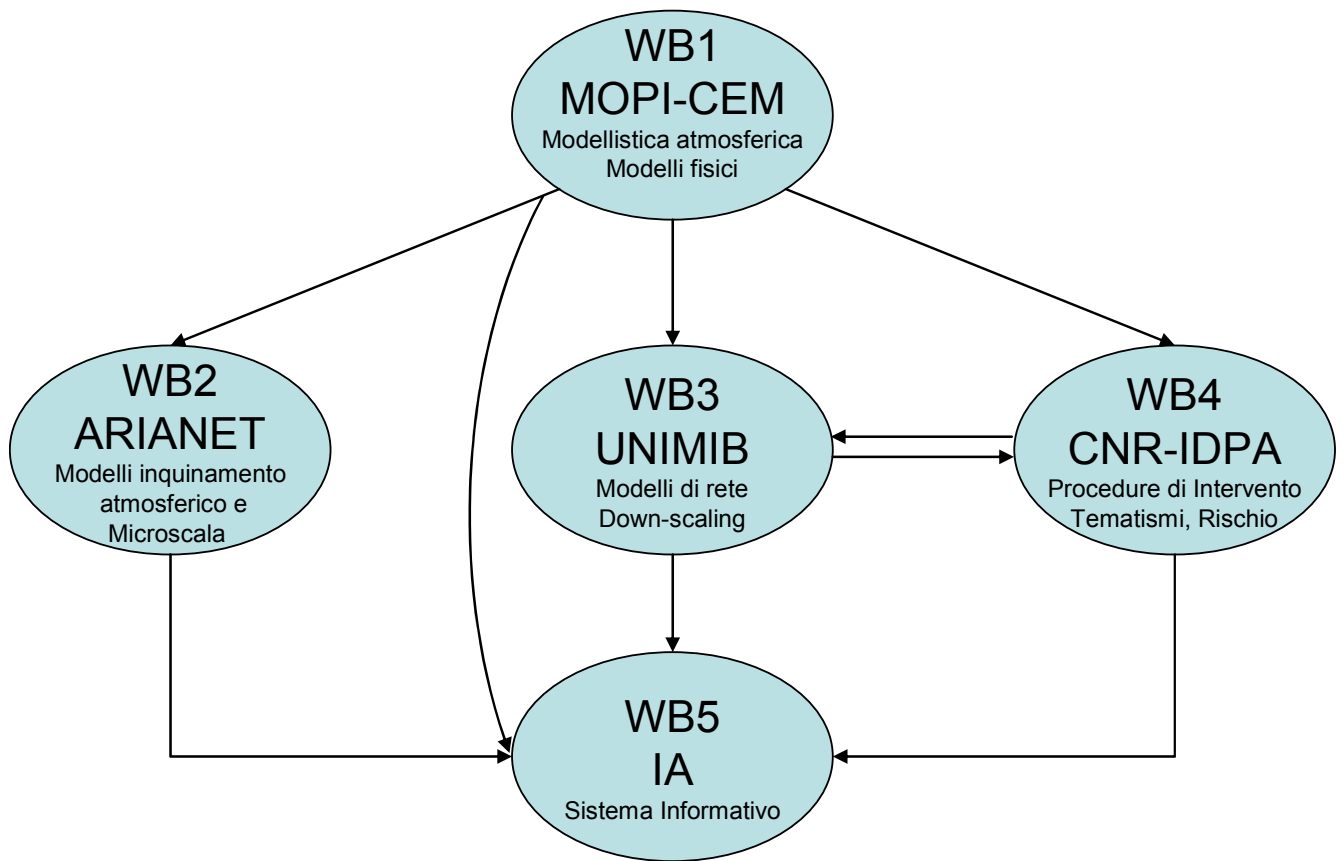 WB1
MOPI-CEM
Modellistica atmosferica
Modelli fisici
WB2
ARIANET
Modelli inquinamento
atmosferico e
Microscala
WB3
UNIMIB
Modelli di rete
Down-scaling
WB4
CNR-IDPA
Procedure di Intervento
Tematismi, Rischio
WB5
IA
Sistema Informativo